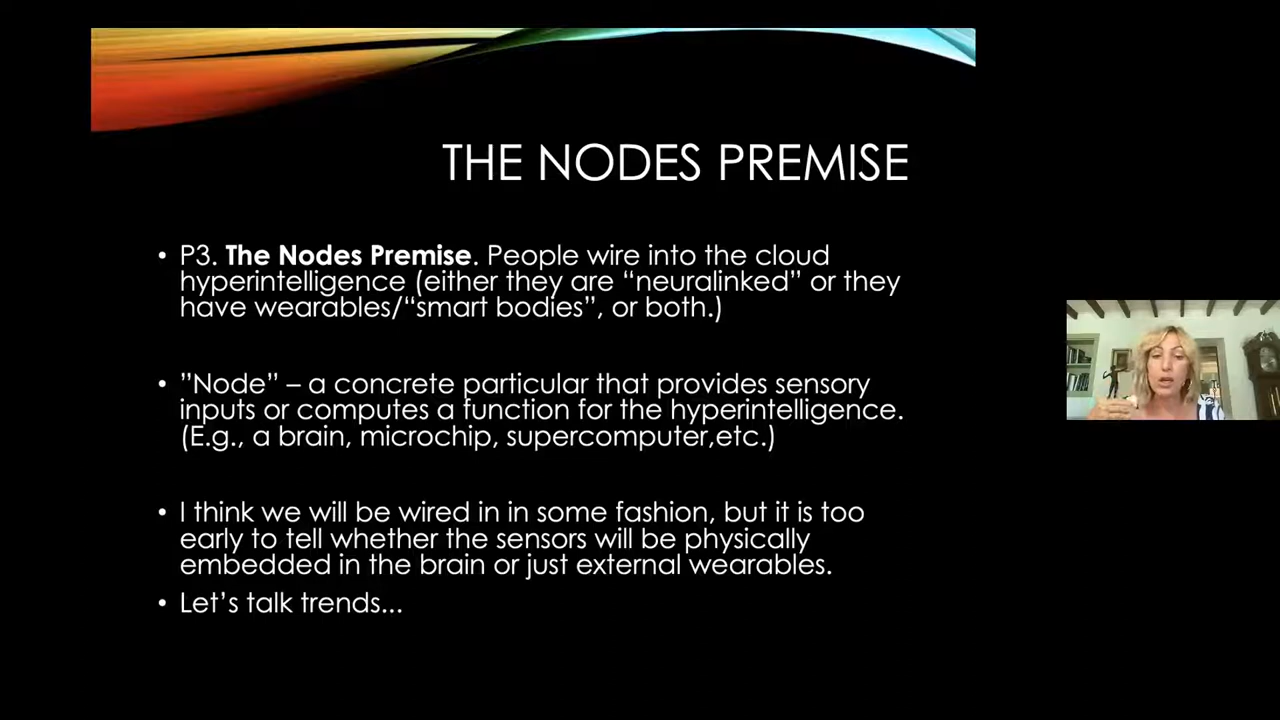 THE NODES PREMISE
• P3. The Nodes Premise. People wire into the cloud
hyperintelligence (either they are “neuralinked” or they
have wearables/“smart bodies”, or both.)
• ”Node” – a concrete particular that provides sensory
inputs or computes a function for the hyperintelligence.
(E.g., a brain, microchip, supercomputer,etc.)
• I think we will be wired in in some fashion, but it is too
early to tell whether the sensors will be physically
embedded in the brain or just external wearables.
• Let’s talk trends...